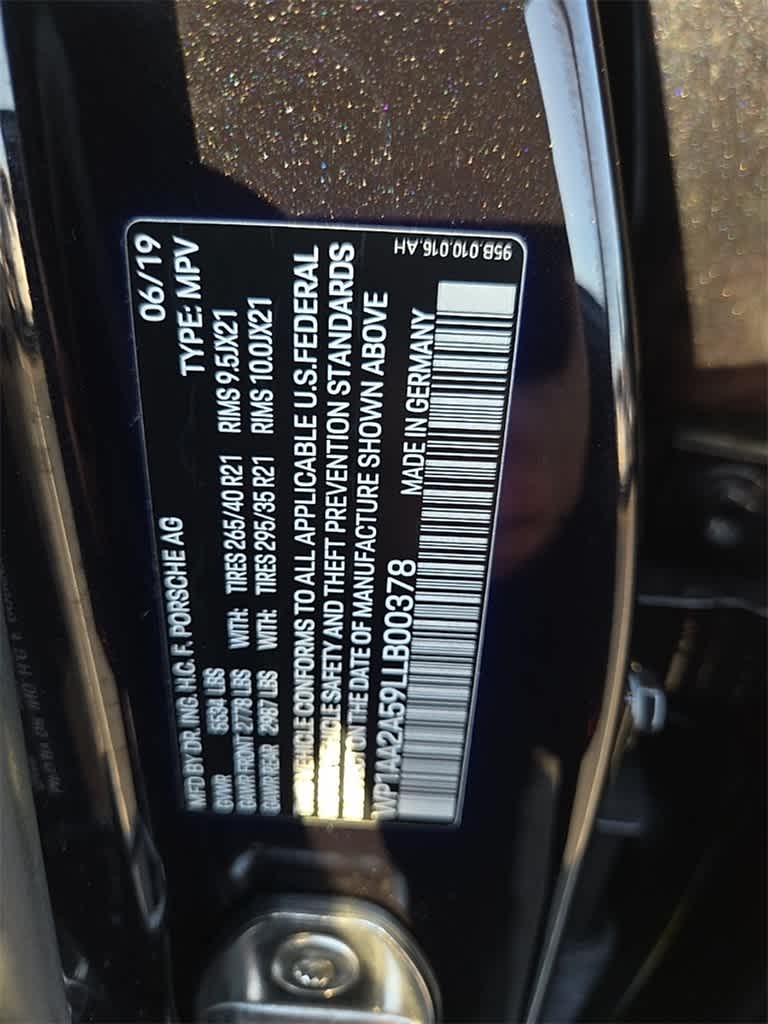 MFD BY DR. ING. H.C. F. PORSCHE AG 06/19
GVWR 5534 LBS TYPE: MPV
GAWR FRONT 2778 LBS WITH: TIRES 265/40 R21 RIMS 9.5JX21
GAWR REAR 2987 LBS WITH: TIRES 295/35 R21 RIMS 10.0JX21
VEHICLE CONFORMS TO ALL APPLICABLE U.S. FEDERAL
VEHICLE SAFETY AND THEFT PREVENTION STANDARDS
ON THE DATE OF MANUFACTURE SHOWN ABOVE
WP1AA2A59LLB00378 MADE IN GERMANY
95B.010.016.AH